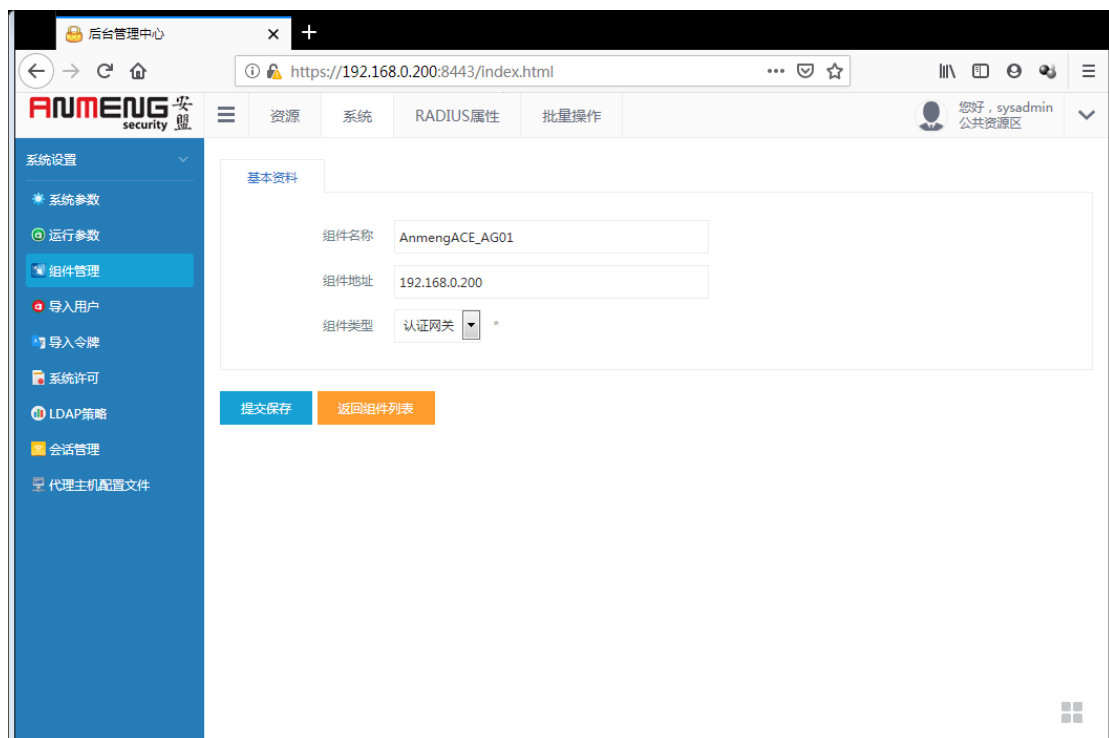 后台管理中心
https://192.168.0.200:8443/index.html
ANMENG 安盟
security
资源 系统 RADIUS属性 批量操作
您好，sysadmin
公共资源区
系统设置
系统参数
运行参数
组件管理
导入用户
导入令牌
系统许可
LDAP策略
会话管理
代理主机配置文件
基本资料
组件名称 AnmengACE_AG01
组件地址 192.168.0.200
组件类型 认证网关 *
提交保存 返回组件列表